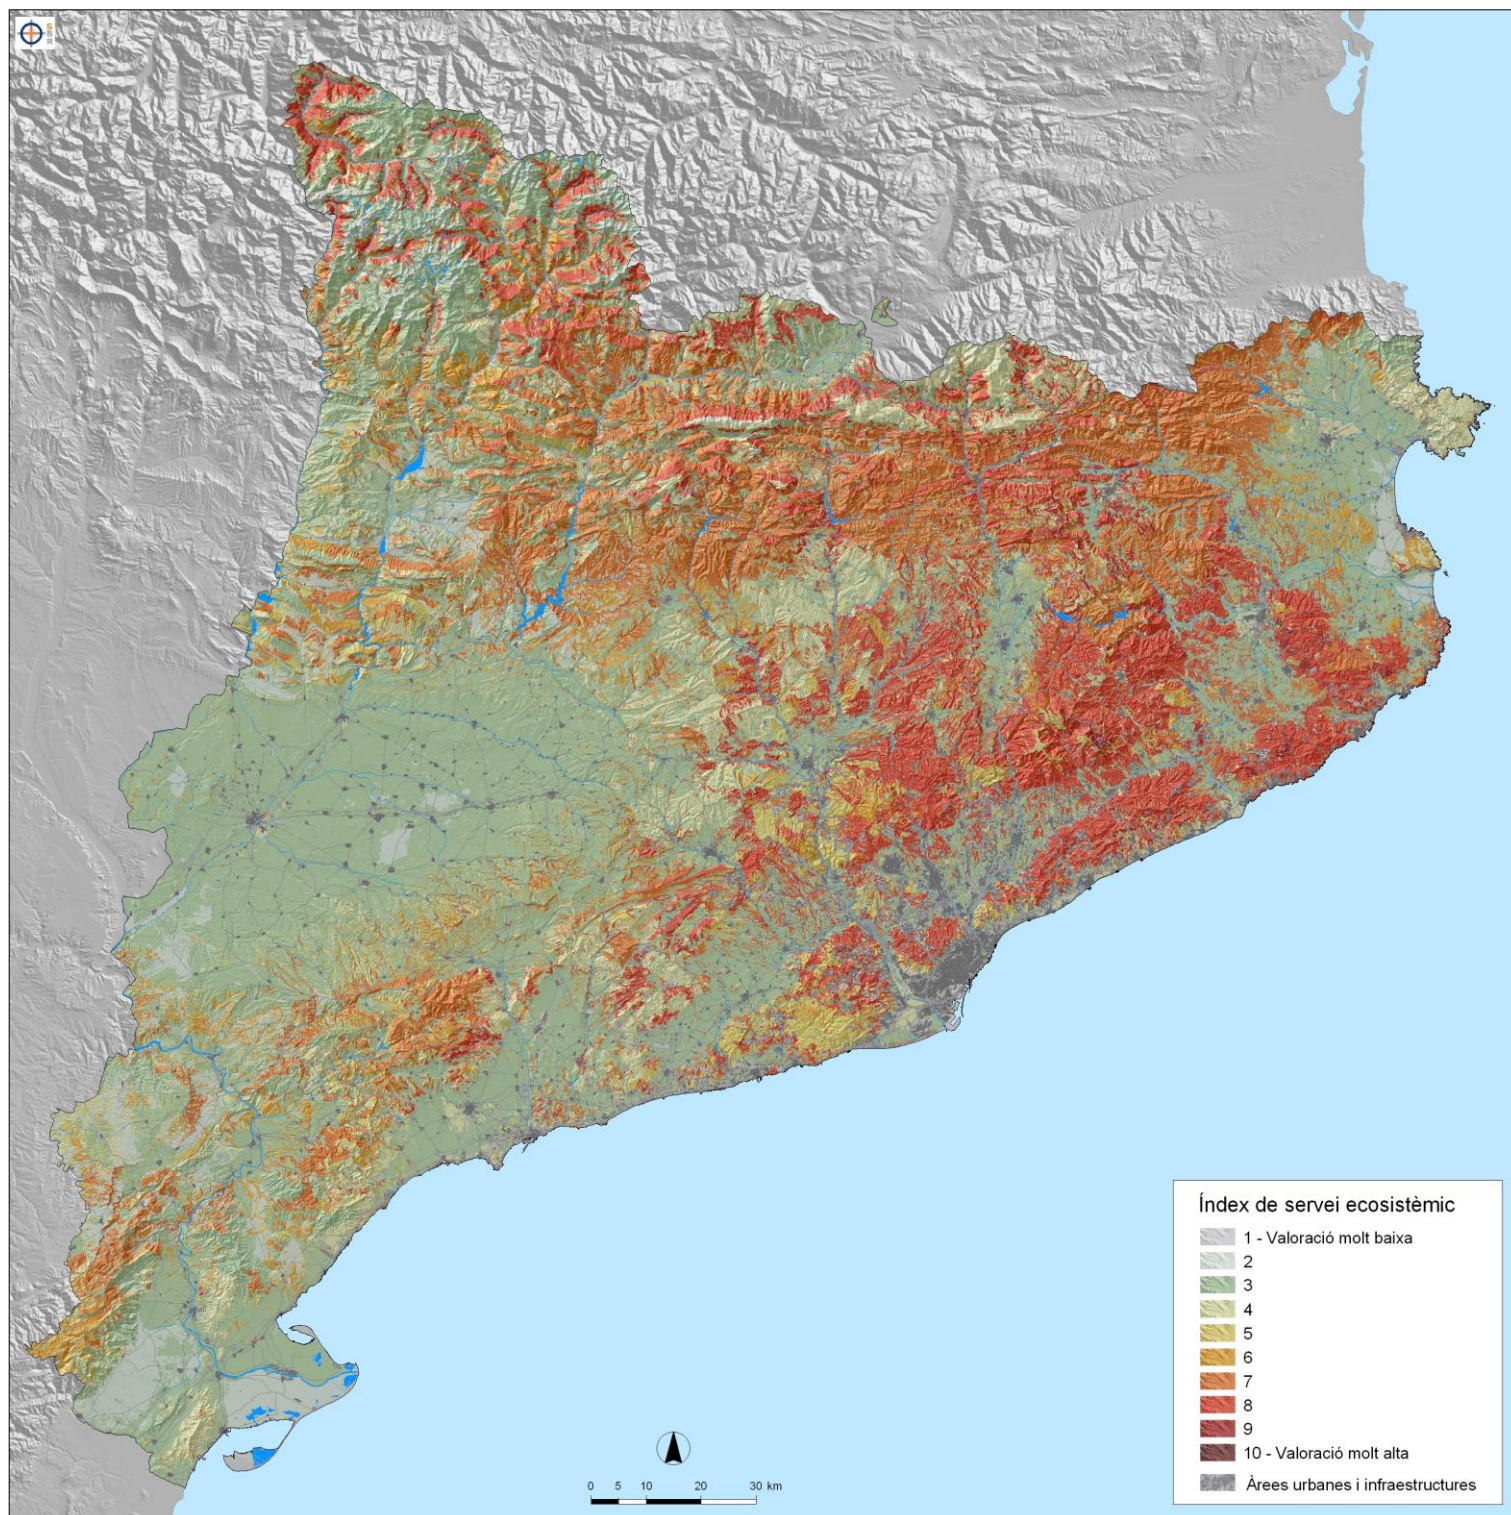 Índex de servei ecosistèmic
1 - Valoració molt baixa
2
3
4
5
6
7
8
9
10 - Valoració molt alta
Àrees urbanes i infraestructures
0 5 10 20 30 km